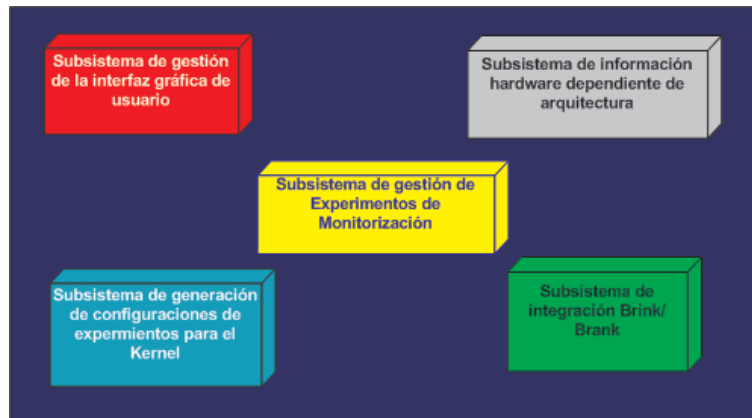 Subsistema de gestión
de la interfaz gráfica de
usuario
Subsistema de información
hardware dependiente de
arquitectura
Subsistema de gestión de
Experimentos de
Monitorización
Subsistema de generación
de configuraciones de
expermientos para el
Kernel
Subsistema de
integración Brink/
Brank